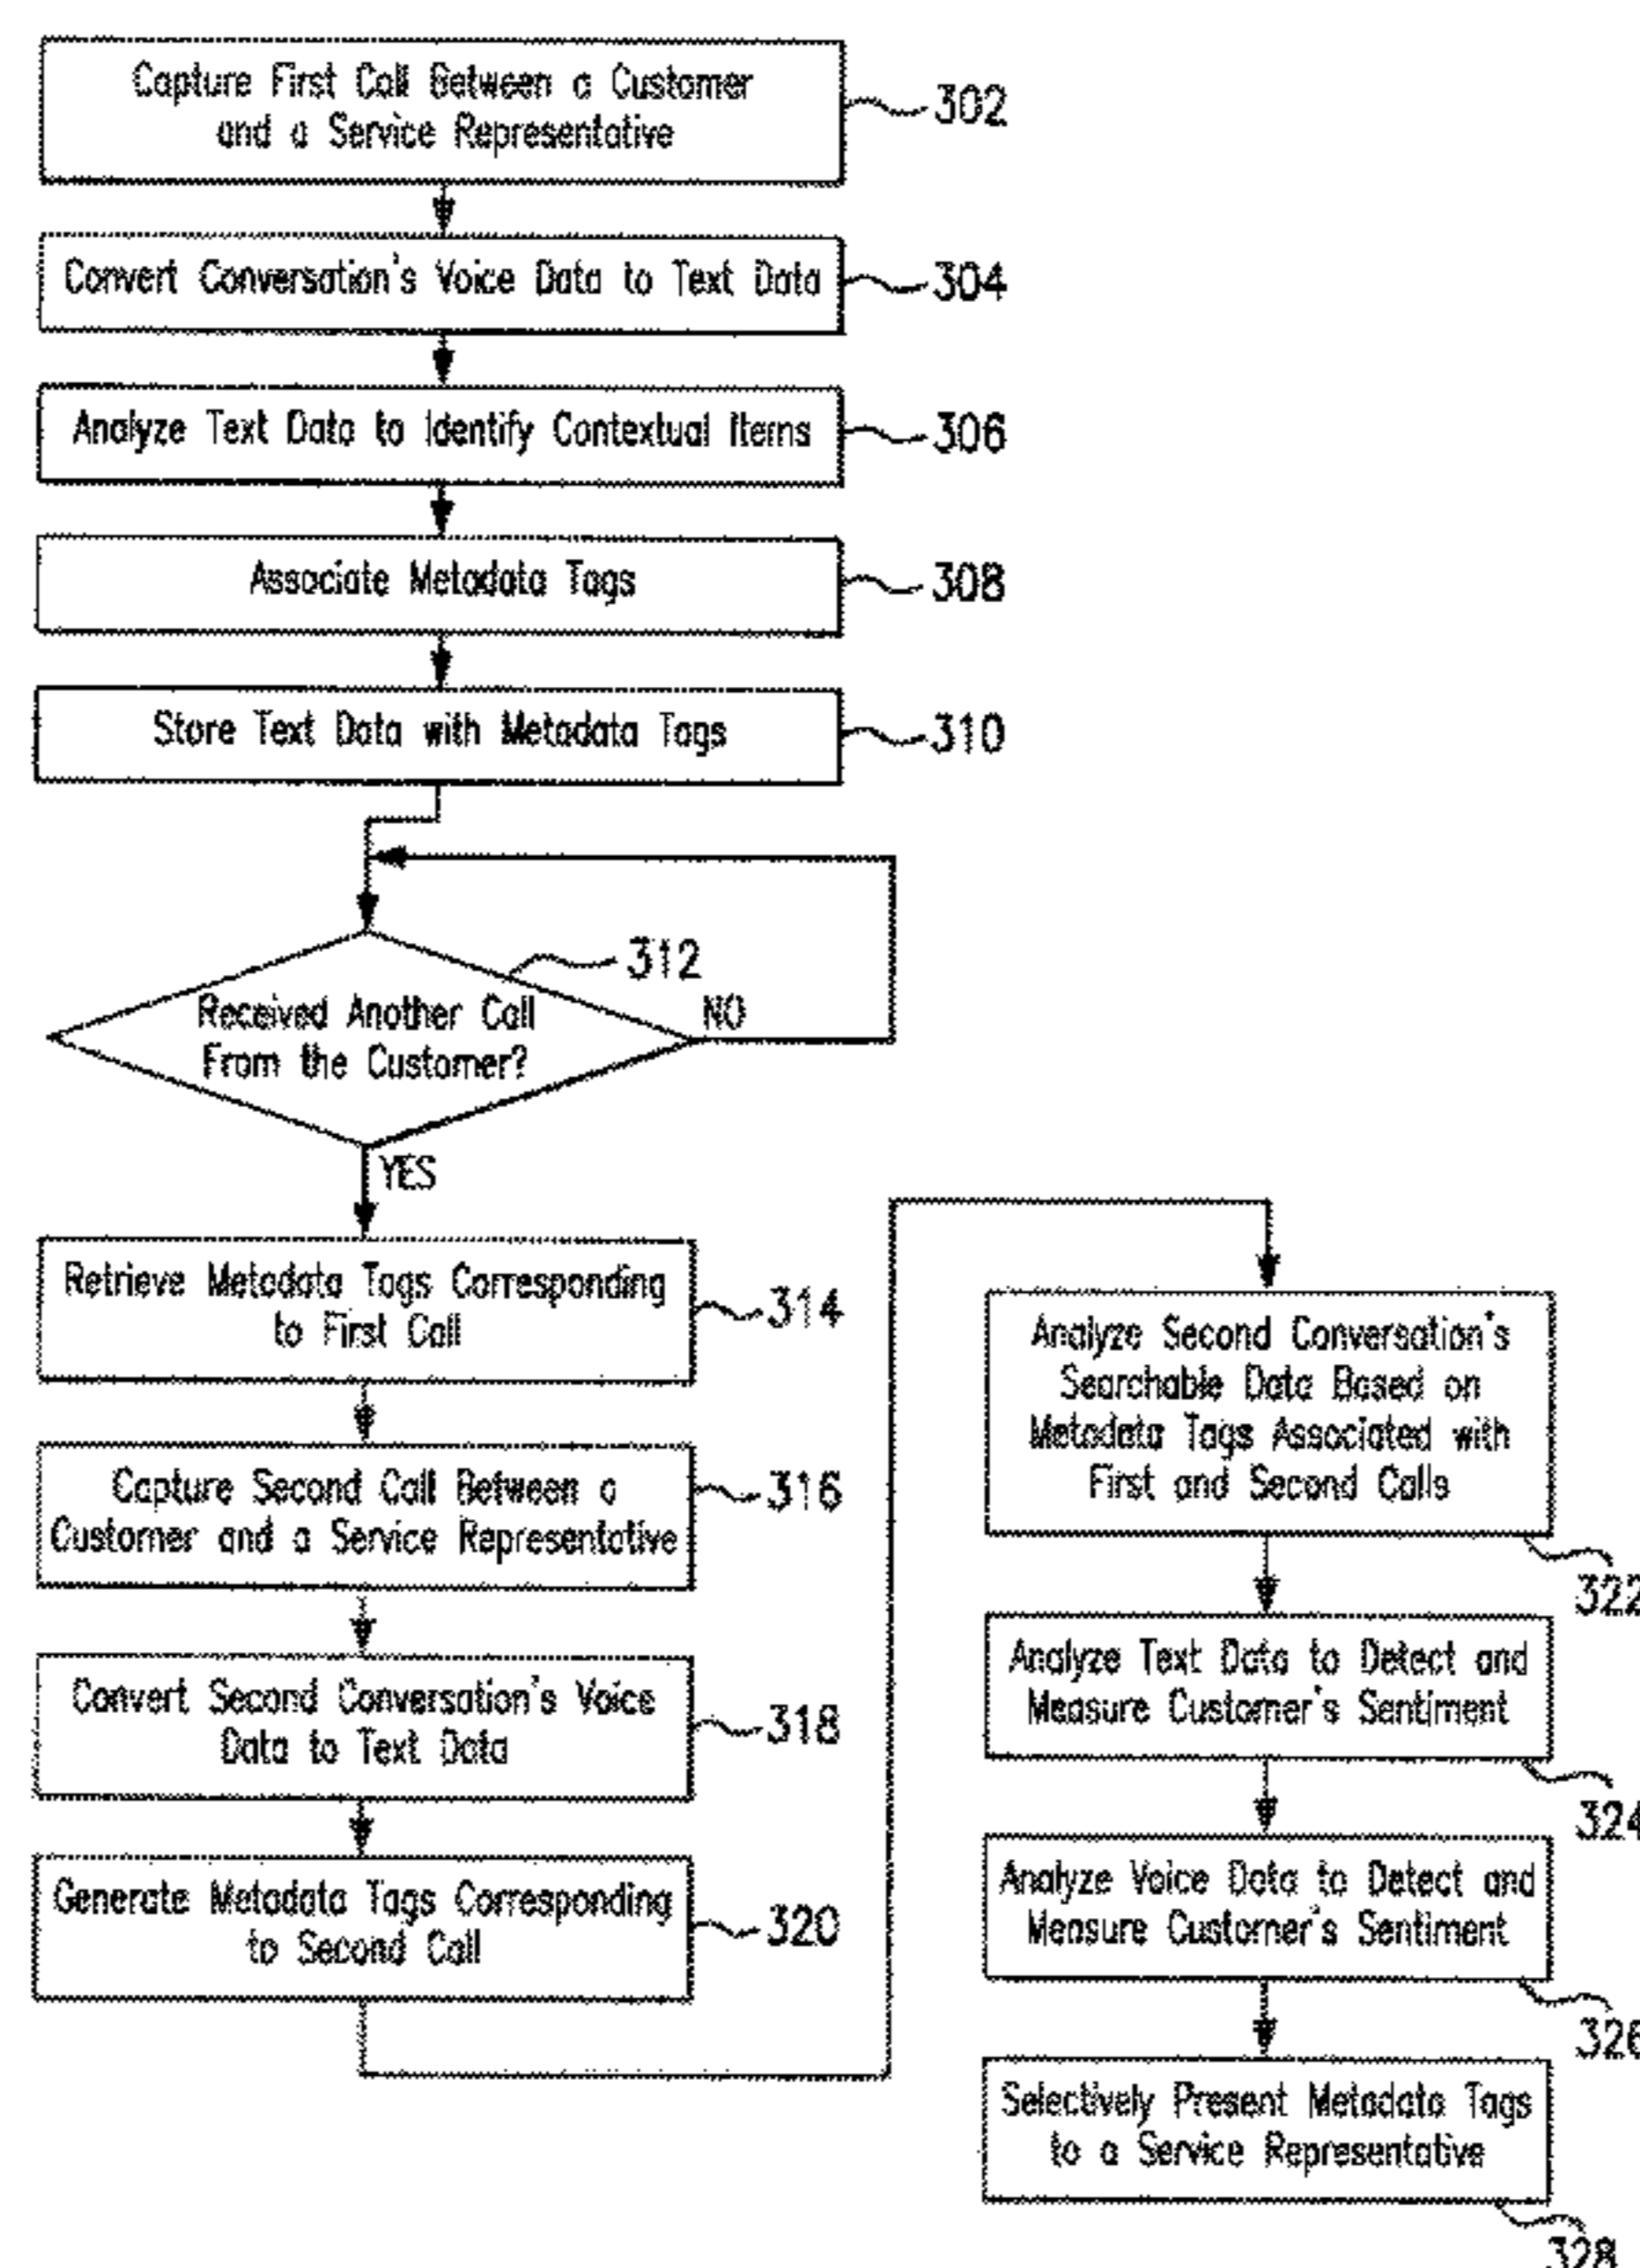 Capture First Call Between a Customer
and a Service Representative
302
Convert Conversation's Voice Data to Text Data
304
Analyze Text Data to Identify Contextual Items
306
Associate Metadata Tags
308
Store Text Data with Metadata Tags
310
312
Received Another Call
From the Customer?
NO
YES
Retrieve Metadata Tags Corresponding
to First Call
314
Capture Second Call Between a
Customer and a Service Representative
316
Convert Second Conversation's Voice
Data to Text Data
318
Generate Metadata Tags Corresponding
to Second Call
320
Analyze Second Conversation's
Searchable Data Based on
Metadata Tags Associated with
First and Second Calls
322
Analyze Text Data to Detect and
Measure Customer's Sentiment
324
Analyze Voice Data to Detect and
Measure Customer's Sentiment
326
Selectively Present Metadata Tags
to a Service Representative
328